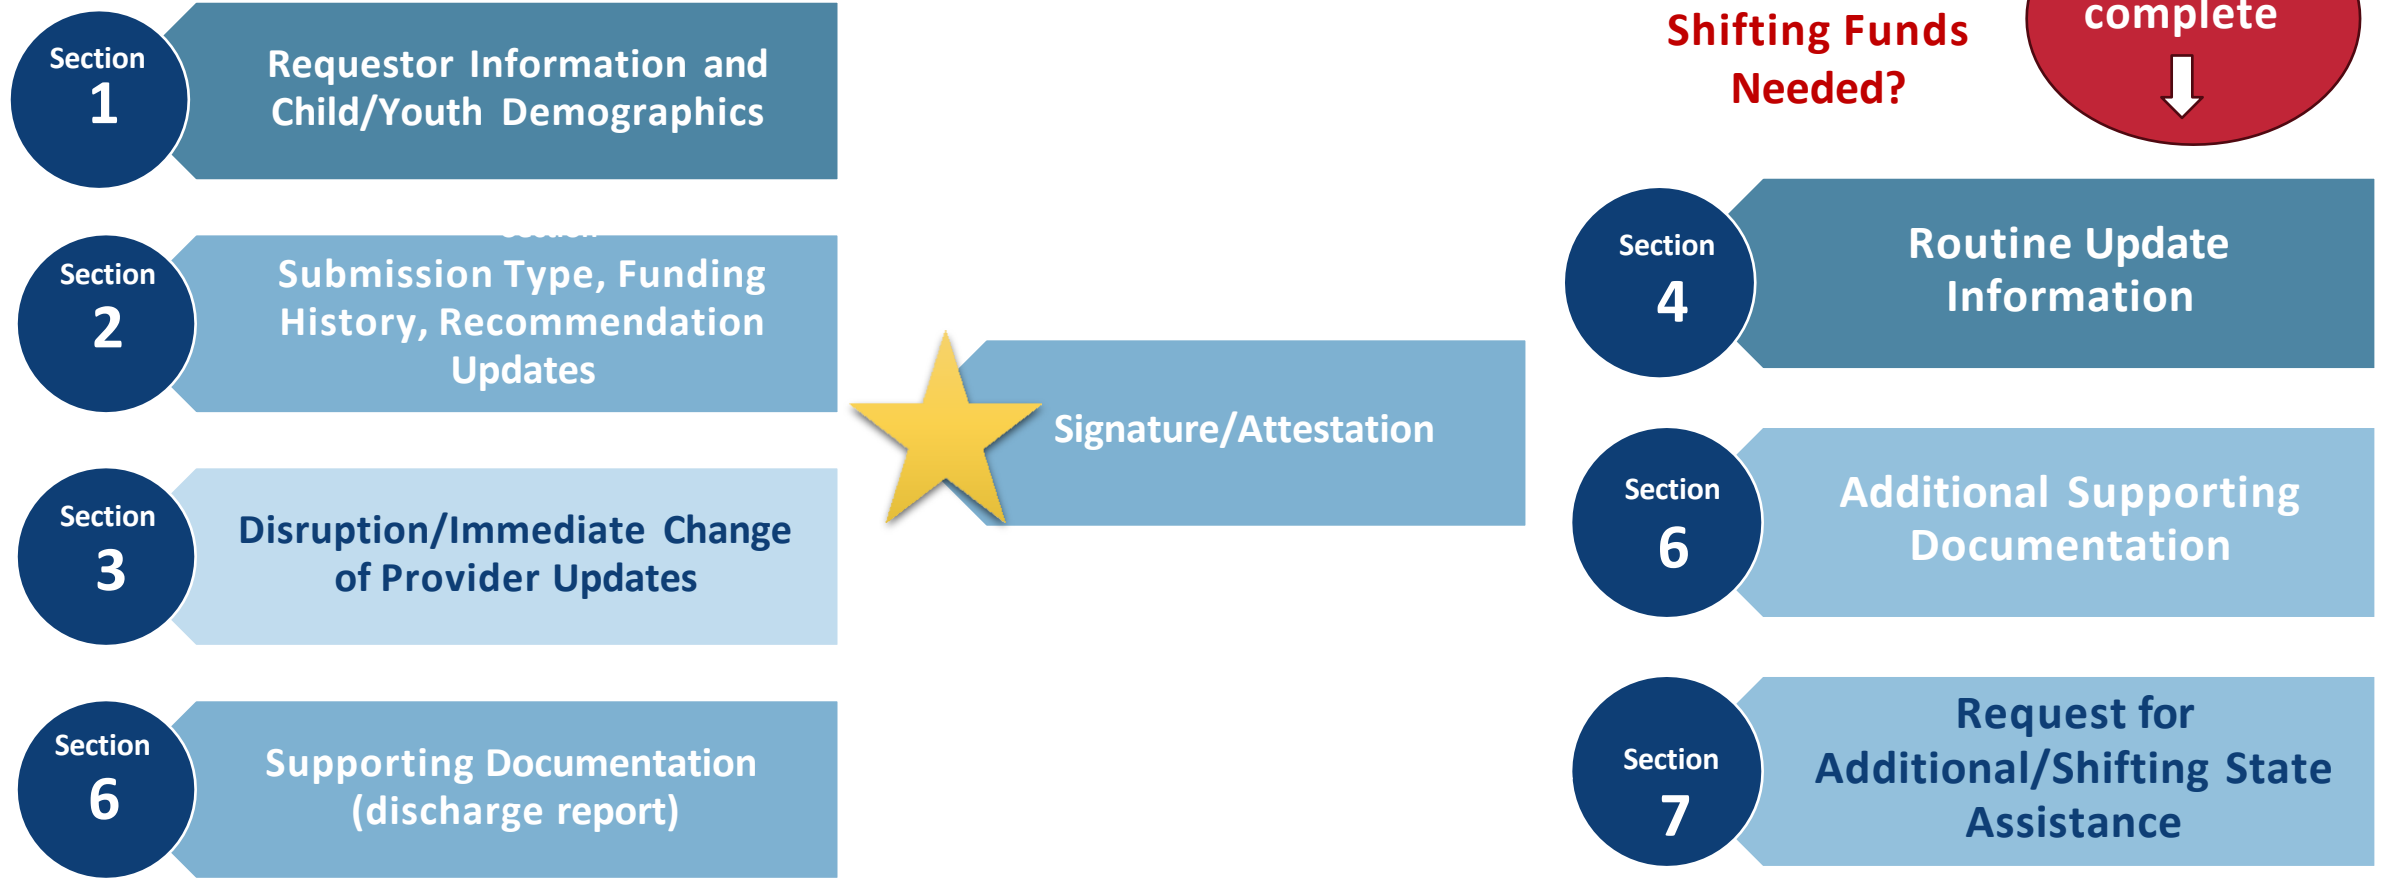 Section
1
Requestor Information and
Child/Youth Demographics
Section
2
Submission Type, Funding
History, Recommendation
Updates
Section
3
Disruption/Immediate Change
of Provider Updates
Section
6
Supporting Documentation
(discharge report)
Signature/Attestation
Shifting Funds
Needed?
complete
Section
4
Routine Update
Information
Section
6
Additional Supporting
Documentation
Section
7
Request for
Additional/Shifting State
Assistance